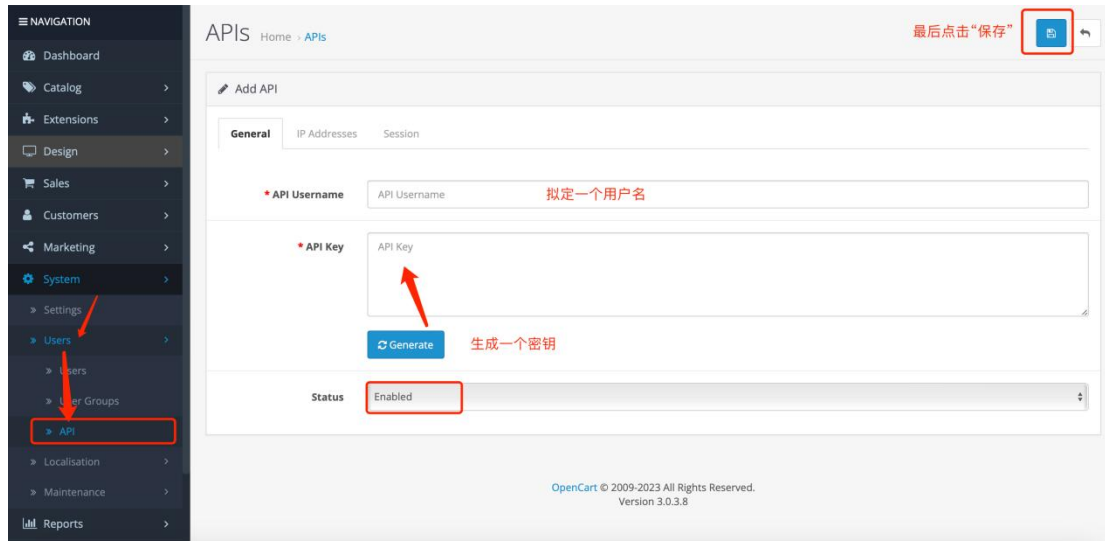 NAVIGATION
Dashboard
Catalog
Extensions
Design
Sales
Customers
Marketing
System
Settings
Users
Users
User Groups
API
Localisation
Maintenance
Reports
APIs Home › APIs
最后点击“保存”
Add API
General IP Addresses Session
* API Username API Username 拟定一个用户名
* API Key API Key
Generate 生成一个密钥
Status Enabled
OpenCart © 2009-2023 All Rights Reserved.
Version 3.0.3.8